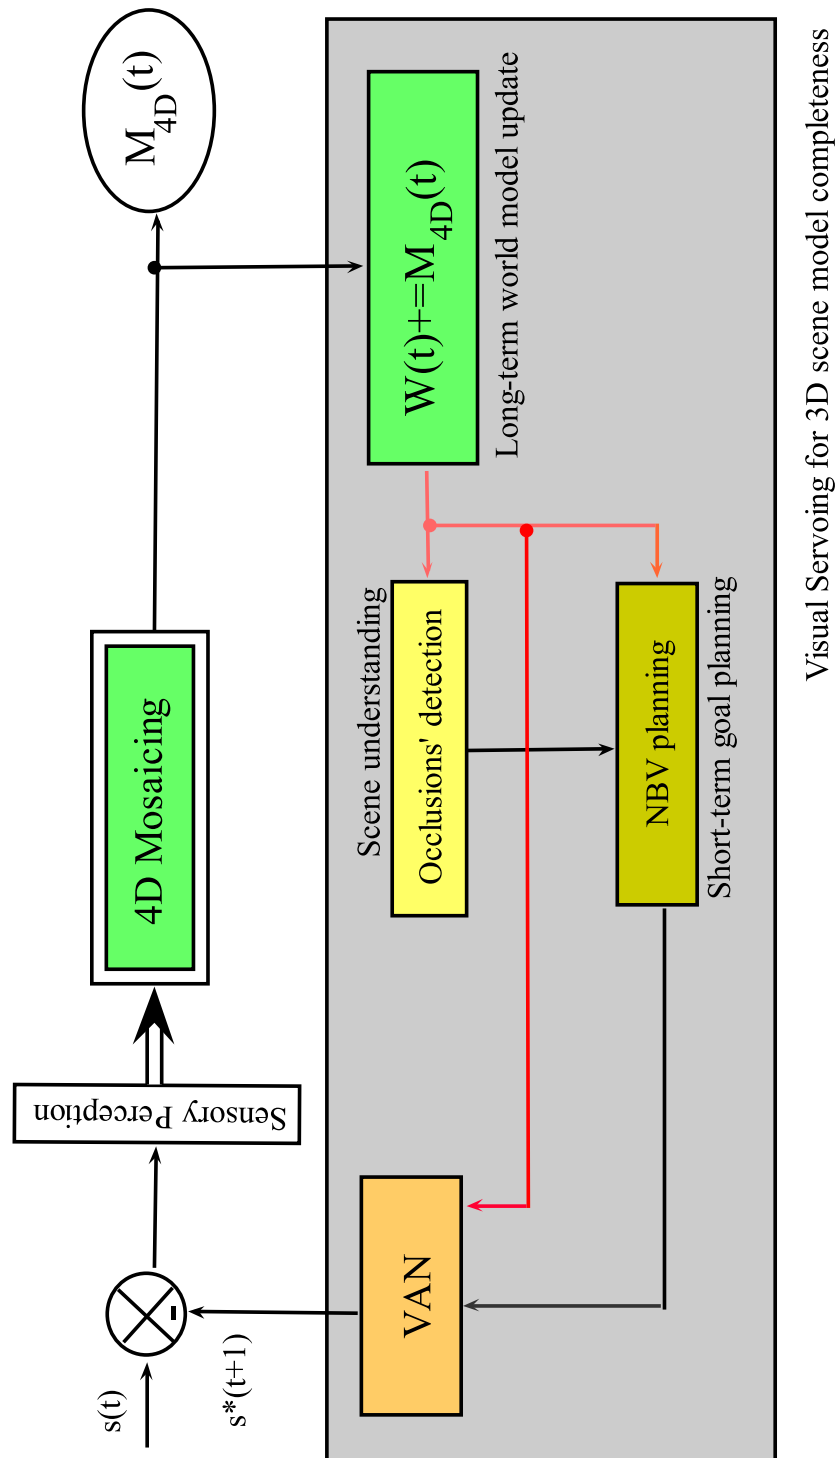 s(t)
s*(t+1)
Sensory Perception
4D Mosaicing
M4D(t)
W(t)+=M4D(t)
Long-term world model update
Scene understanding
Occlusions' detection
NBV planning
Short-term goal planning
VAN
Visual Servoing for 3D scene model completeness